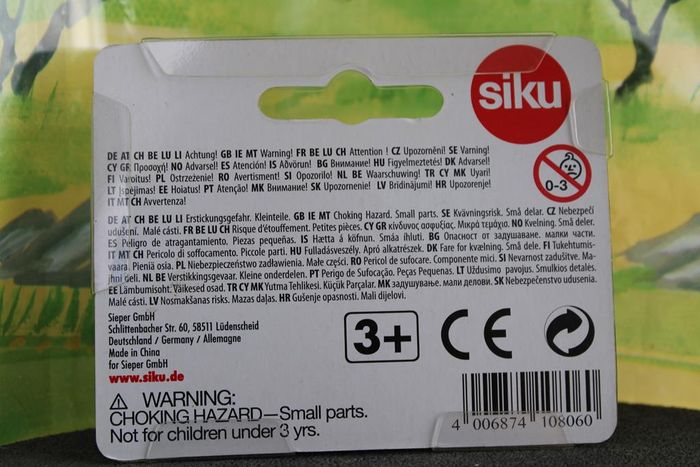 siku
DE AT CH BE LU LI Achtung! GB IE MT Warning! FR BE LU CH Attention ! CZ Upozornění! SE Varning!
CY GR Προσοχή! NO Advarsel! ES Atención! IS Aðvörun! BG Внимание! HU Figyelmeztetés! DK Advarsel!
FI Varoitus! PL Ostrzeżenie! RO Avertisment! SI Opozorilo! NL BE Waarschuwing! TR CY MK Uyari!
LT Įspėjimas! EE Hoiatus! PT Atenção! MK Внимание! SK Upozornenie! LV Brīdinājumi! HR Upozorenje!
IT MT CH Avvertenza!
0-3
DE AT CH BE LU LI Erstickungsgefahr. Kleinteile. GB IE MT Choking Hazard. Small parts. SE Kvävningsrisk. Små delar. CZ Nebezpečí
udušení. Malé části. FR BE LU CH Risque d'étouffement. Petites pièces. CY GR κίνδυνος ασφυξίας. Μικρά τεμάχια. NO Kvelning. Små deler.
ES Peligro de atragantamiento. Piezas pequeñas. IS Hætta á köfnun. Smáa hluti. BG Опасност от задушаване. малки части.
IT MT CH Pericolo di soffocamento. Piccole parti. HU Fulladásveszély. Apró alkatrészek. DK Fare for kvælning. Små dele. FI Tukehtumis-
vaara. Pieniä osia. PL Niebezpieczeństwo zadławienia. Małe części. RO Pericol de sufocare. Componente mici. SI Nevarnost zadušitve. Ma-
jhni deli. NL BE Verstikkingsgevaar. Kleine onderdelen. PT Perigo de Sufocação. Peças Pequenas. LT Uždusimo pavojus. Smulkios detalės.
EE Lämbumisoht. Väikesed osad. TR CY MK Yutma Tehlikesi. Küçük Parçalar. MK задушување. мали делови. SK Nebezpečenstvo udusenia.
Malé časti. LV Nosmakšanas risks. Mazas daļas. HR Gušenje opasnosti. Mali dijelovi.
Sieper GmbH
Schlittenbacher Str. 60, 58511 Lüdenscheid
Deutschland / Germany / Allemagne
Made in China
for Sieper GmbH
www.siku.de
3+
CE
WARNING:
CHOKING HAZARD—Small parts.
Not for children under 3 yrs.
4 006874 108060